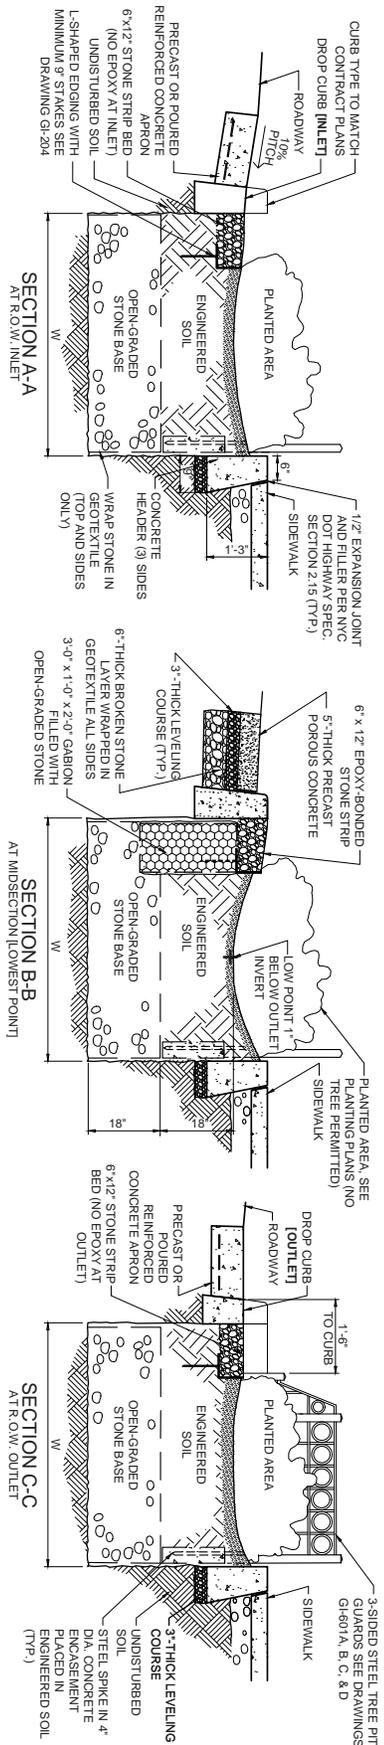 CURB TYPE TO MATCH
CONTRACT PLANS
DROP CURB [INLET]
ROADWAY
10%
PITCH
PRECAST OR POURED
REINFORCED CONCRETE
APRON
6"x12" STONE STRIP BED
(NO EPOXY AT INLET)
UNDISTURBED SOIL
L-SHAPED EDGING WITH
MINIMUM 9" STAKES SEE
DRAWING GI-204
PLANTED AREA
ENGINEERED
SOIL
OPEN-GRADED
STONE BASE
W
6"
1'-3"
1/2" EXPANSION JOINT
AND FILLER PER NYC
DOT HIGHWAY SPEC.
SECTION 2.15 (TYP.)
SIDEWALK
CONCRETE
HEADER (3) SIDES
WRAP STONE IN
GEOTEXTILE
(TOP AND SIDES
ONLY)
SECTION A-A
AT R.O.W. INLET
6" x 12" EPOXY-BONDED
STONE STRIP
5"-THICK PRECAST
POROUS CONCRETE
3"-THICK LEVELING
COURSE (TYP.)
6"-THICK BROKEN STONE
LAYER WRAPPED IN
GEOTEXTILE ALL SIDES
3'-0" x 1'-0" x 2'-0" GABION
FILLED WITH
OPEN-GRADED STONE
LOW POINT 1"
BELOW OUTLET
INVERT
ENGINEERED
SOIL
OPEN-GRADED
STONE BASE
W
18"
18"
PLANTED AREA, SEE
PLANTING PLANS (NO
TREE PERMITTED)
SIDEWALK
SECTION B-B
AT MIDSECTION [LOWEST POINT]
DROP CURB
[OUTLET]
ROADWAY
1'-6"
TO CURB
PRECAST OR
POURED
REINFORCED
CONCRETE APRON
6"x12" STONE STRIP
BED (NO EPOXY AT
OUTLET)
PLANTED AREA
ENGINEERED
SOIL
OPEN-GRADED
STONE BASE
W
3-SIDED STEEL TREE PIT
GUARDS SEE DRAWINGS
GH601A, B, C, & D
SIDEWALK
3"-THICK LEVELING
COURSE
UNDISTURBED
SOIL
STEEL SPIKE IN 4"
DIA. CONCRETE
ENCASEMENT
PLACED IN
ENGINEERED SOIL
(TYP.)
SECTION C-C
AT R.O.W. OUTLET